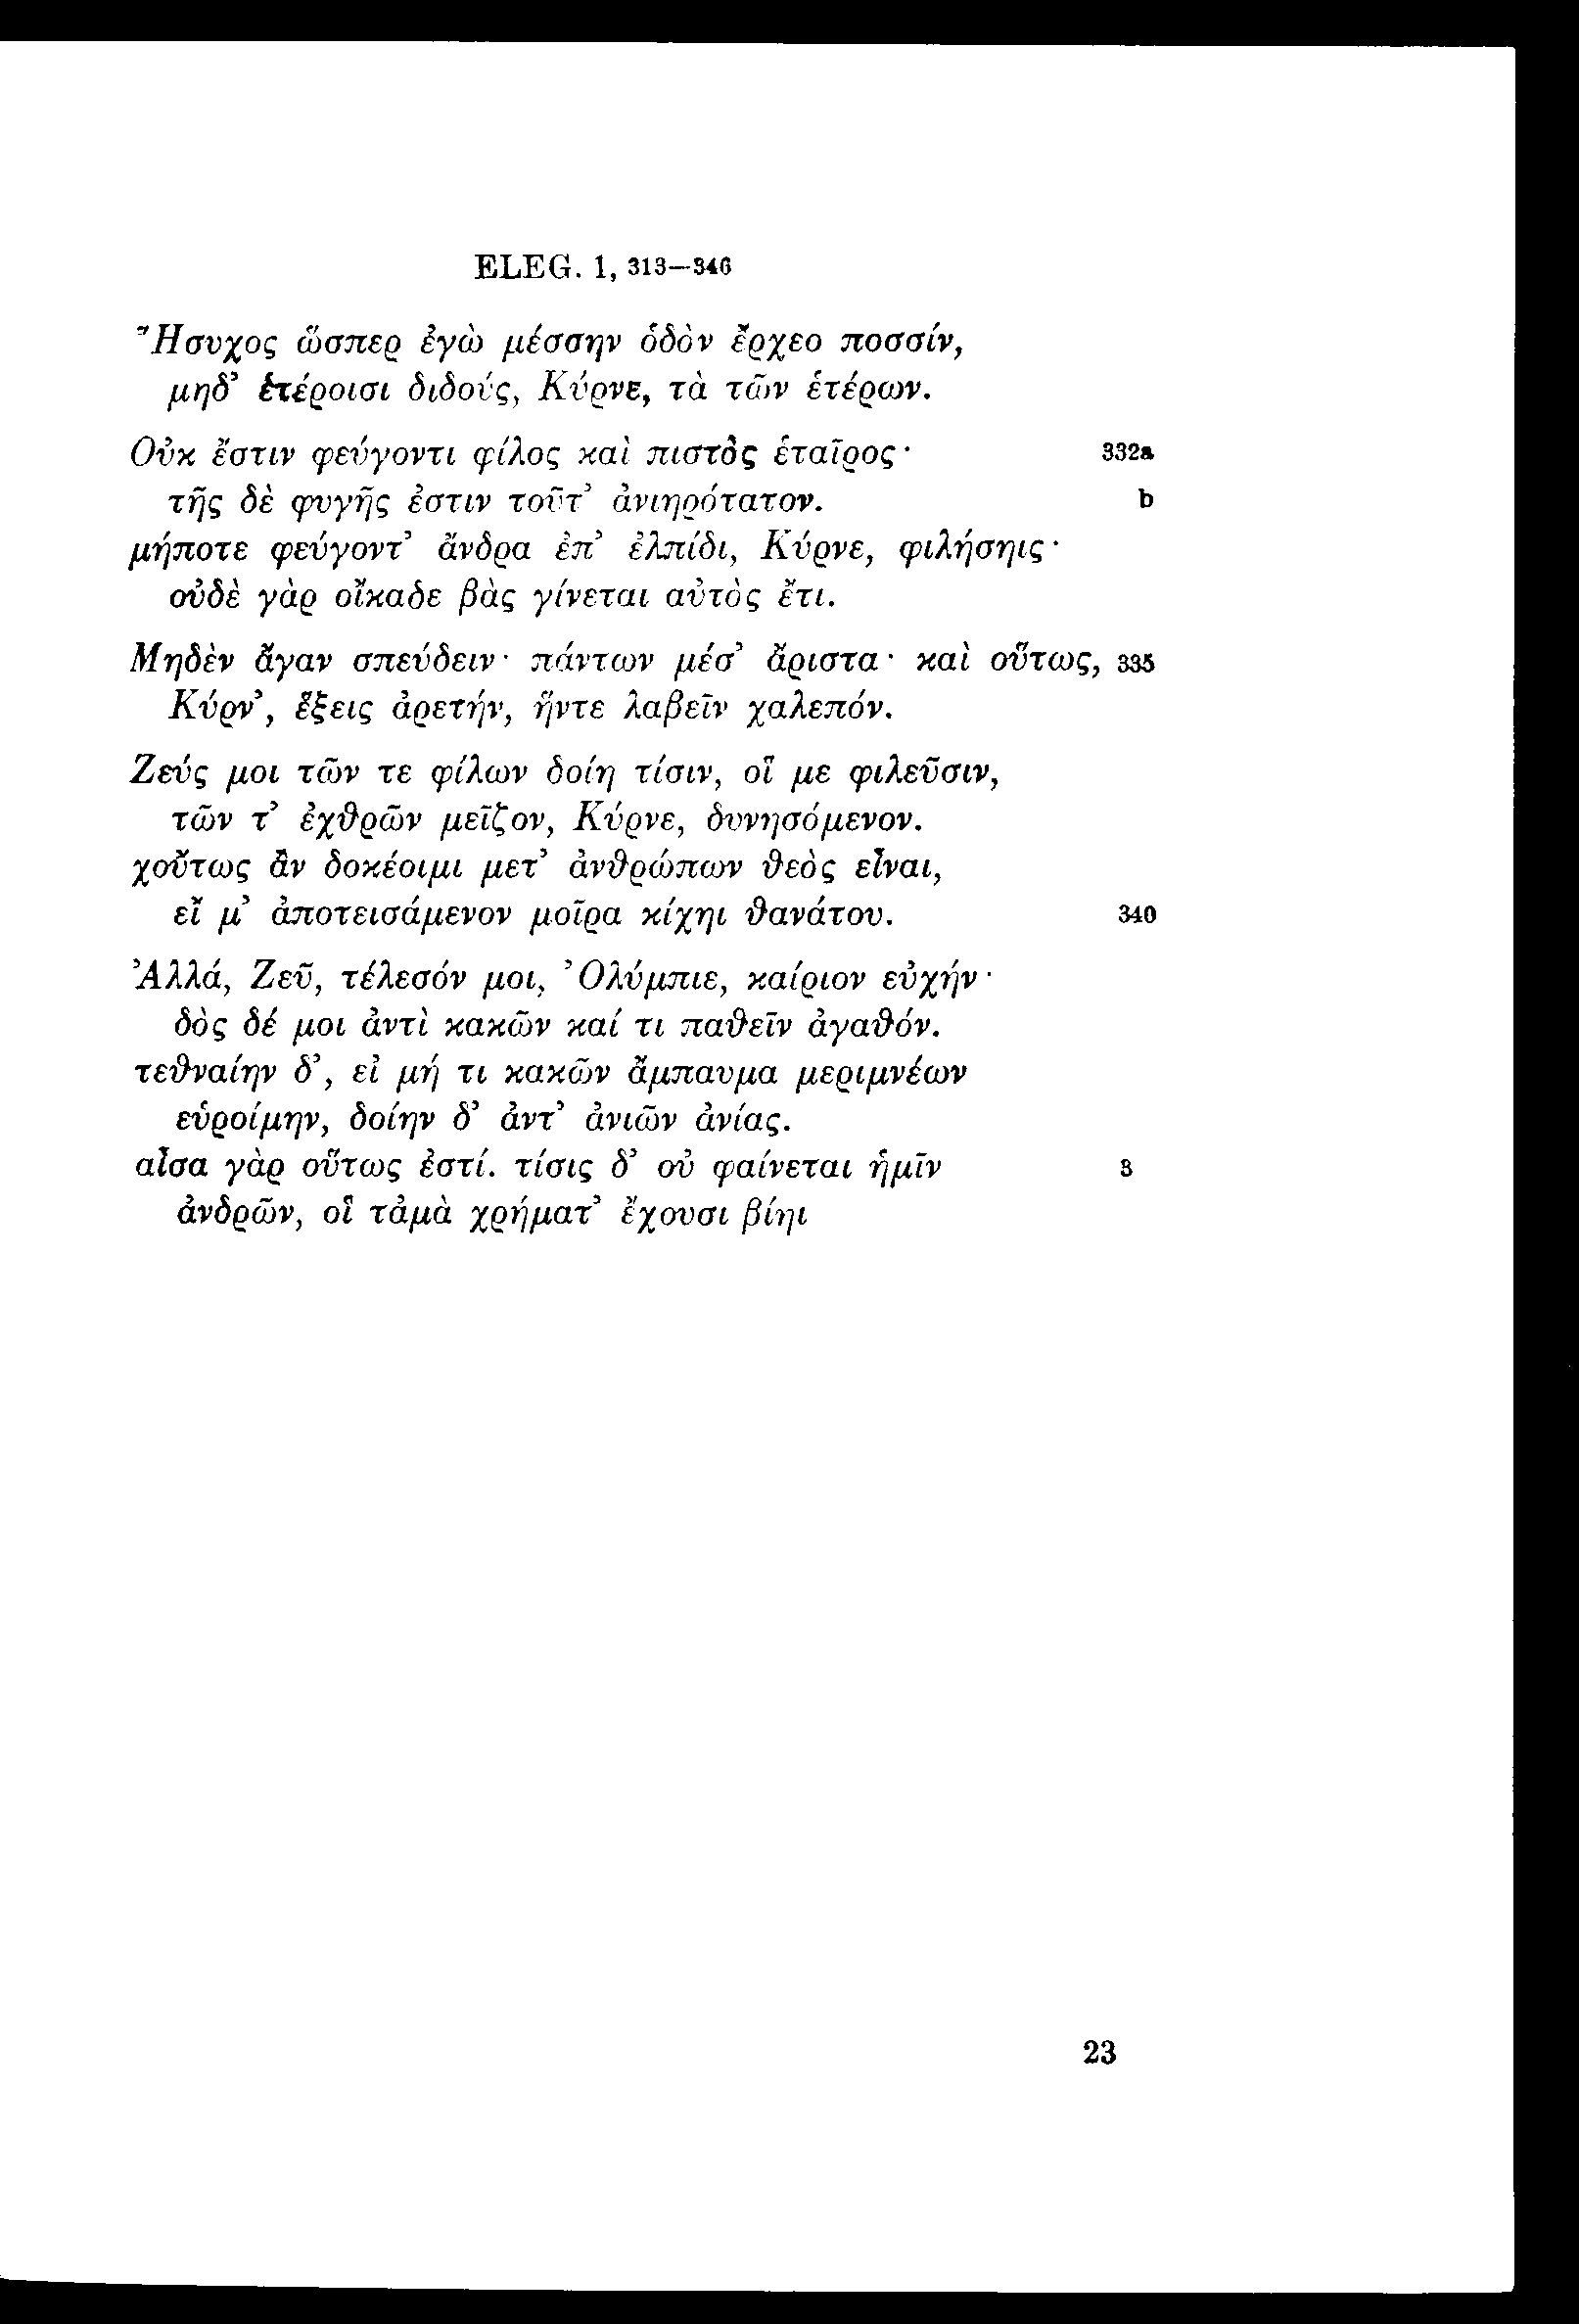 ELEG. 1, 313—346
Ἥσυχος ὥσπερ ἐγὼ μέσσην ὁδὸν ἔρχεο ποσσίν,
μηδ’ ἑτέροισι διδούς, Κύρνε, τὰ τῶν ἑτέρων.
Οὐκ ἔστιν φεύγοντι φίλος καὶ πιστὸς ἑταῖρος· 332a
τῆς δὲ φυγῆς ἐστιν τοῦτ’ ἀνιηρότατον. b
μήποτε φεύγοντ’ ἄνδρα ἐπ’ ἐλπίδι, Κύρνε, φιλήσηις·
οὐδὲ γὰρ οἴκαδε βὰς γίνεται αὐτὸς ἔτι.
Μηδὲν ἄγαν σπεύδειν· πάντων μέσ’ ἄριστα· καὶ οὕτως, 335
Κύρν’, ἕξεις ἀρετήν, ἥντε λαβεῖν χαλεπόν.
Ζεύς μοι τῶν τε φίλων δοίη τίσιν, οἵ με φιλεῦσιν,
τῶν τ’ ἐχθρῶν μεῖζον, Κύρνε, δυνησόμενον.
χοὔτως ἂν δοκέοιμι μετ’ ἀνθρώπων θεὸς εἶναι,
εἴ μ’ ἀποτεισάμενον μοῖρα κίχηι θανάτου. 340
Ἀλλά, Ζεῦ, τέλεσόν μοι, Ὀλύμπιε, καίριον εὐχήν·
δὸς δέ μοι ἀντὶ κακῶν καί τι παθεῖν ἀγαθόν.
τεθναίην δ’, εἰ μή τι κακῶν ἄμπαυμα μεριμνέων
εὑροίμην, δοίην δ’ ἀντ’ ἀνιῶν ἀνίας.
αἶσα γὰρ οὕτως ἐστί. τίσις δ’ οὐ φαίνεται ἡμῖν 3
ἀνδρῶν, οἳ τἀμὰ χρήματ’ ἔχουσι βίηι
23